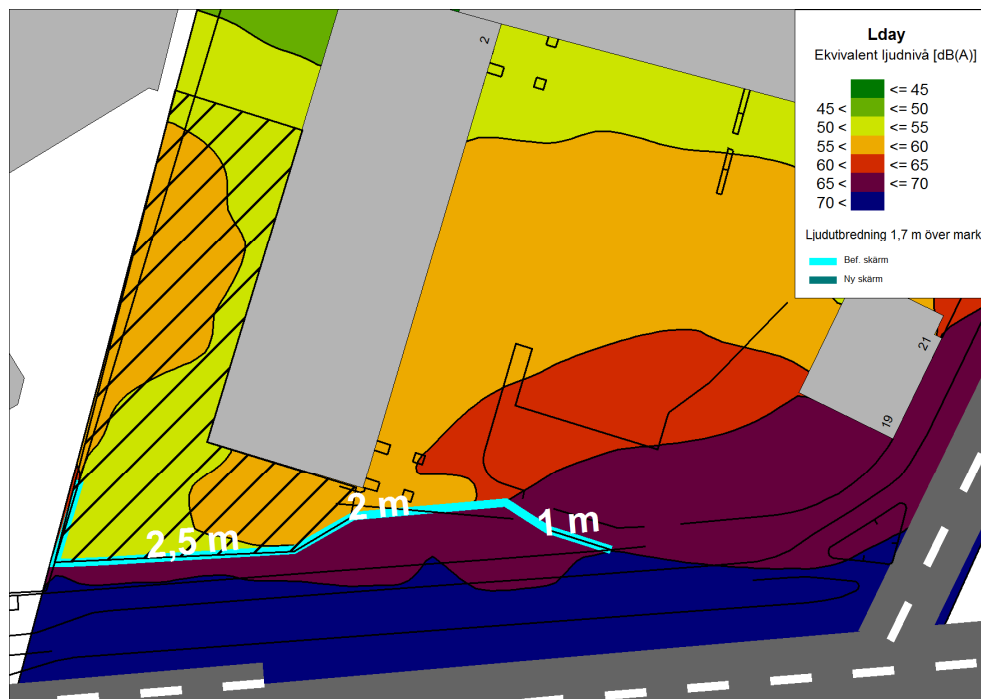 Lday
Ekvivalent ljudnivå [dB(A)]
<= 45
45 < <= 50
50 < <= 55
55 < <= 60
60 < <= 65
65 < <= 70
70 <
Ljudutbredning 1,7 m över mark
Bef. skärm
Ny skärm
2
21
19
2,5 m
2 m
1 m